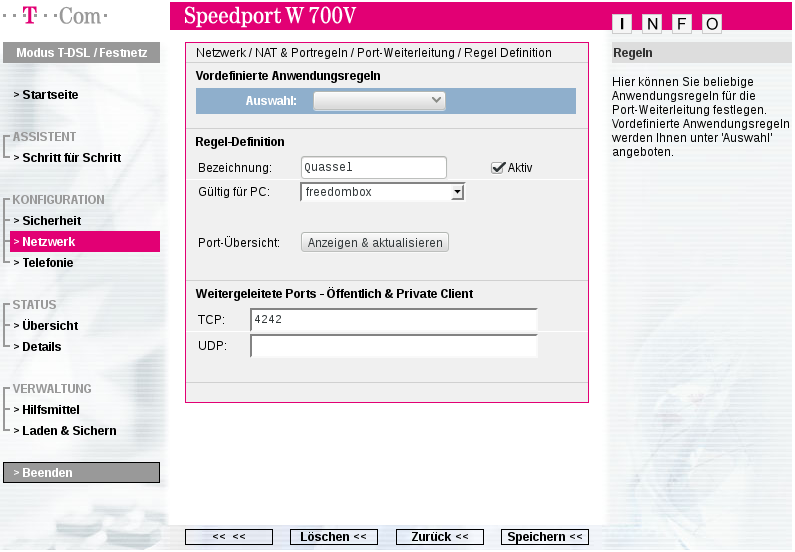 ··T··Com·
Speedport W 700V
I N F O
Modus T-DSL / Festnetz
> Startseite
ASSISTENT
> Schritt für Schritt
KONFIGURATION
> Sicherheit
> Netzwerk
> Telefonie
STATUS
> Übersicht
> Details
VERWALTUNG
> Hilfsmittel
> Laden & Sichern
> Beenden
Netzwerk / NAT & Portregeln / Port-Weiterleitung / Regel Definition
Vordefinierte Anwendungsregeln
Auswahl:
Regel-Definition
Bezeichnung: Quassel Aktiv
Gültig für PC: freedombox
Port-Übersicht: Anzeigen & aktualisieren
Weitergeleitete Ports - Öffentlich & Private Client
TCP: 4242
UDP:
<< <<
Löschen <<
Zurück <<
Speichern <<
Regeln
Hier können Sie beliebige
Anwendungsregeln für die
Port-Weiterleitung festlegen.
Vordefinierte Anwendungsregeln
werden Ihnen unter 'Auswahl'
angeboten.